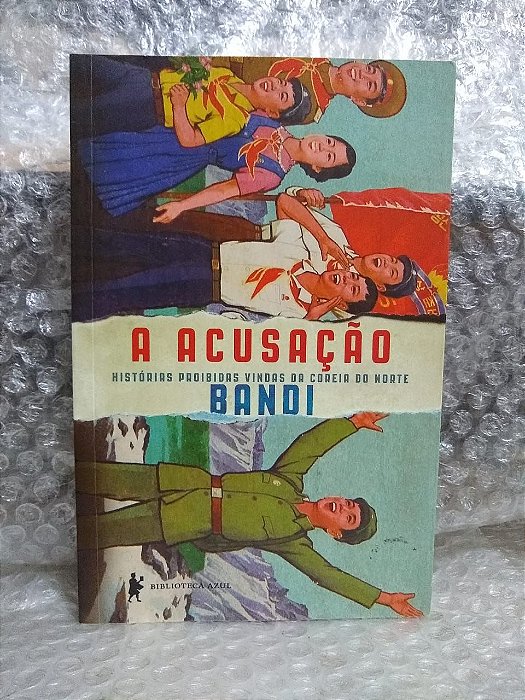 A ACUSAÇÃO
HISTÓRIAS PROIBIDAS VINDAS DA COREIA DO NORTE
BANDI
BIBLIOTECA AZUL